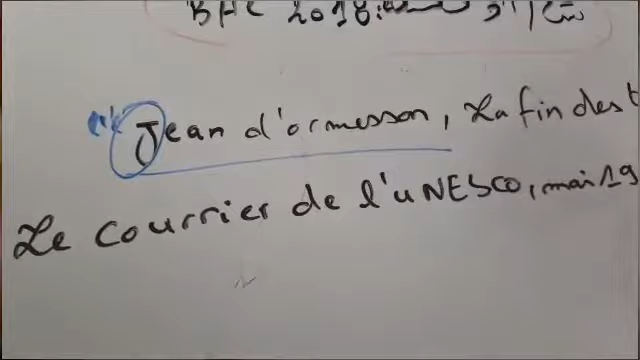 BAC 2018:
Jean d'ormesson, La fin des t
Le courrier de l'UNESCO, mai 19